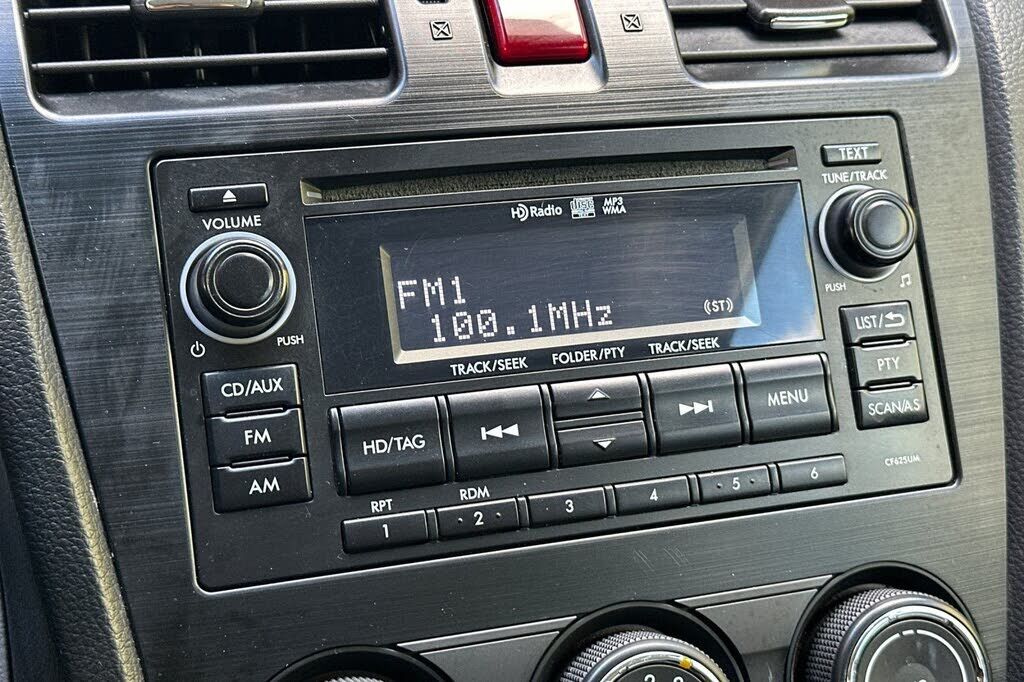 HD Radio
disc
MP3
WMA
TEXT
TUNE/TRACK
VOLUME
FM1
100.1MHz
(ST)
PUSH
PUSH
TRACK/SEEK
FOLDER/PTY
TRACK/SEEK
LIST/
PTY
SCAN/A.S
CD/AUX
FM
AM
HD/TAG
MENU
CF625UM
RPT
RDM
1
2
3
4
5
6